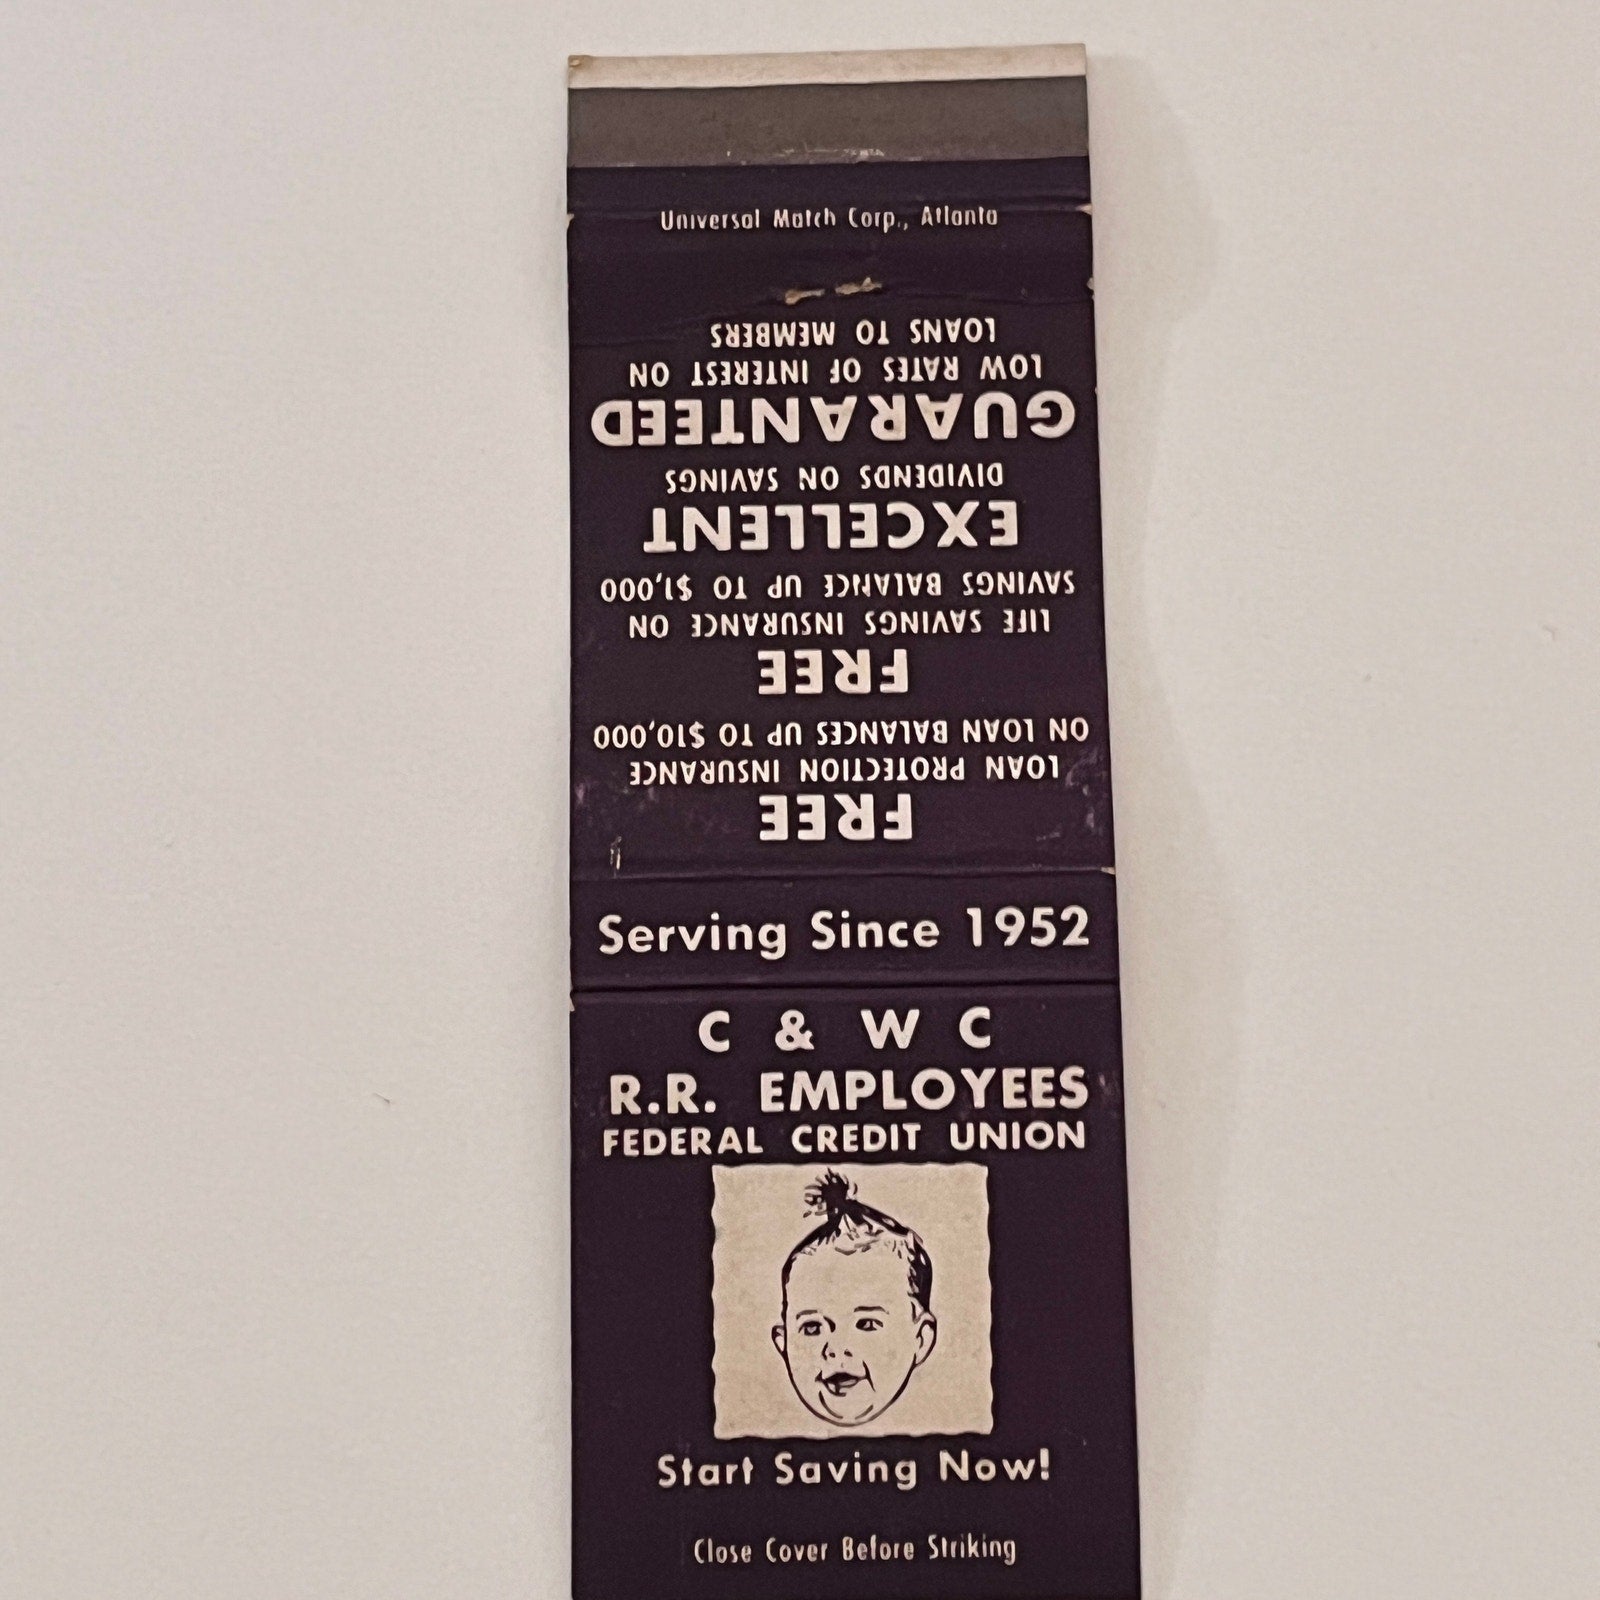 Universal Match Corp., Atlanta
FREE
LOAN PROTECTION INSURANCE
ON LOAN BALANCES UP TO $10,000
FREE
LIFE SAVINGS INSURANCE ON
SAVINGS BALANCE UP TO $1,000
EXCELLENT
DIVIDENDS ON SAVINGS
GUARANTEED
LOW RATES OF INTEREST ON
LOANS TO MEMBERS
Serving Since 1952
C & W C
R.R. EMPLOYEES
FEDERAL CREDIT UNION
Start Saving Now!
Close Cover Before Striking